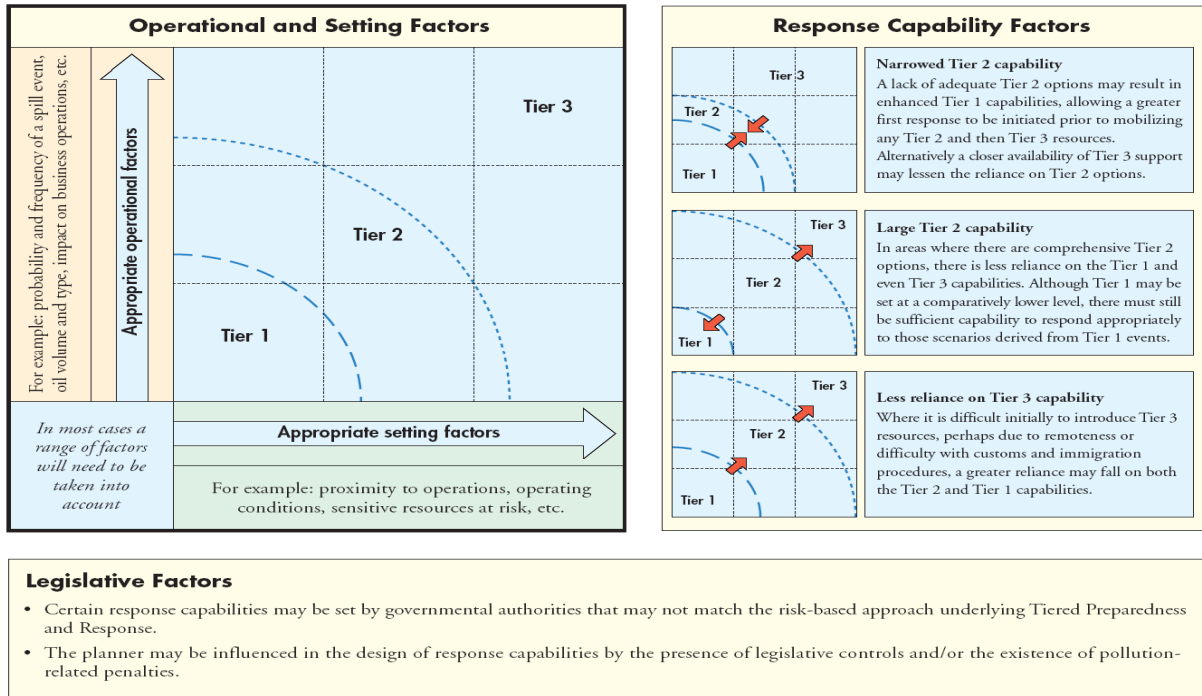 Operational and Setting Factors
For example: probability and frequency of a spill event,
oil volume and type, impact on business operations, etc.
Appropriate operational factors
Tier 3
Tier 2
Tier 1
In most cases a
range of factors
will need to be
taken into
account
Appropriate setting factors
For example: proximity to operations, operating
conditions, sensitive resources at risk, etc.
Response Capability Factors
Tier 3
Tier 2
Tier 1
Narrowed Tier 2 capability
A lack of adequate Tier 2 options may result in
enhanced Tier 1 capabilities, allowing a greater
first response to be initiated prior to mobilizing
any Tier 2 and then Tier 3 resources.
Alternatively a closer availability of Tier 3 support
may lessen the reliance on Tier 2 options.
Tier 3
Tier 2
Tier 1
Large Tier 2 capability
In areas where there are comprehensive Tier 2
options, there is less reliance on the Tier 1 and
even Tier 3 capabilities. Although Tier 1 may be
set at a comparatively lower level, there must still
be sufficient capability to respond appropriately
to those scenarios derived from Tier 1 events.
Tier 3
Tier 2
Tier 1
Less reliance on Tier 3 capability
Where it is difficult initially to introduce Tier 3
resources, perhaps due to remoteness or
difficulty with customs and immigration
procedures, a greater reliance may fall on both
the Tier 2 and Tier 1 capabilities.
Legislative Factors
• Certain response capabilities may be set by governmental authorities that may not match the risk-based approach underlying Tiered Preparedness
and Response.
• The planner may be influenced in the design of response capabilities by the presence of legislative controls and/or the existence of pollution-
related penalties.